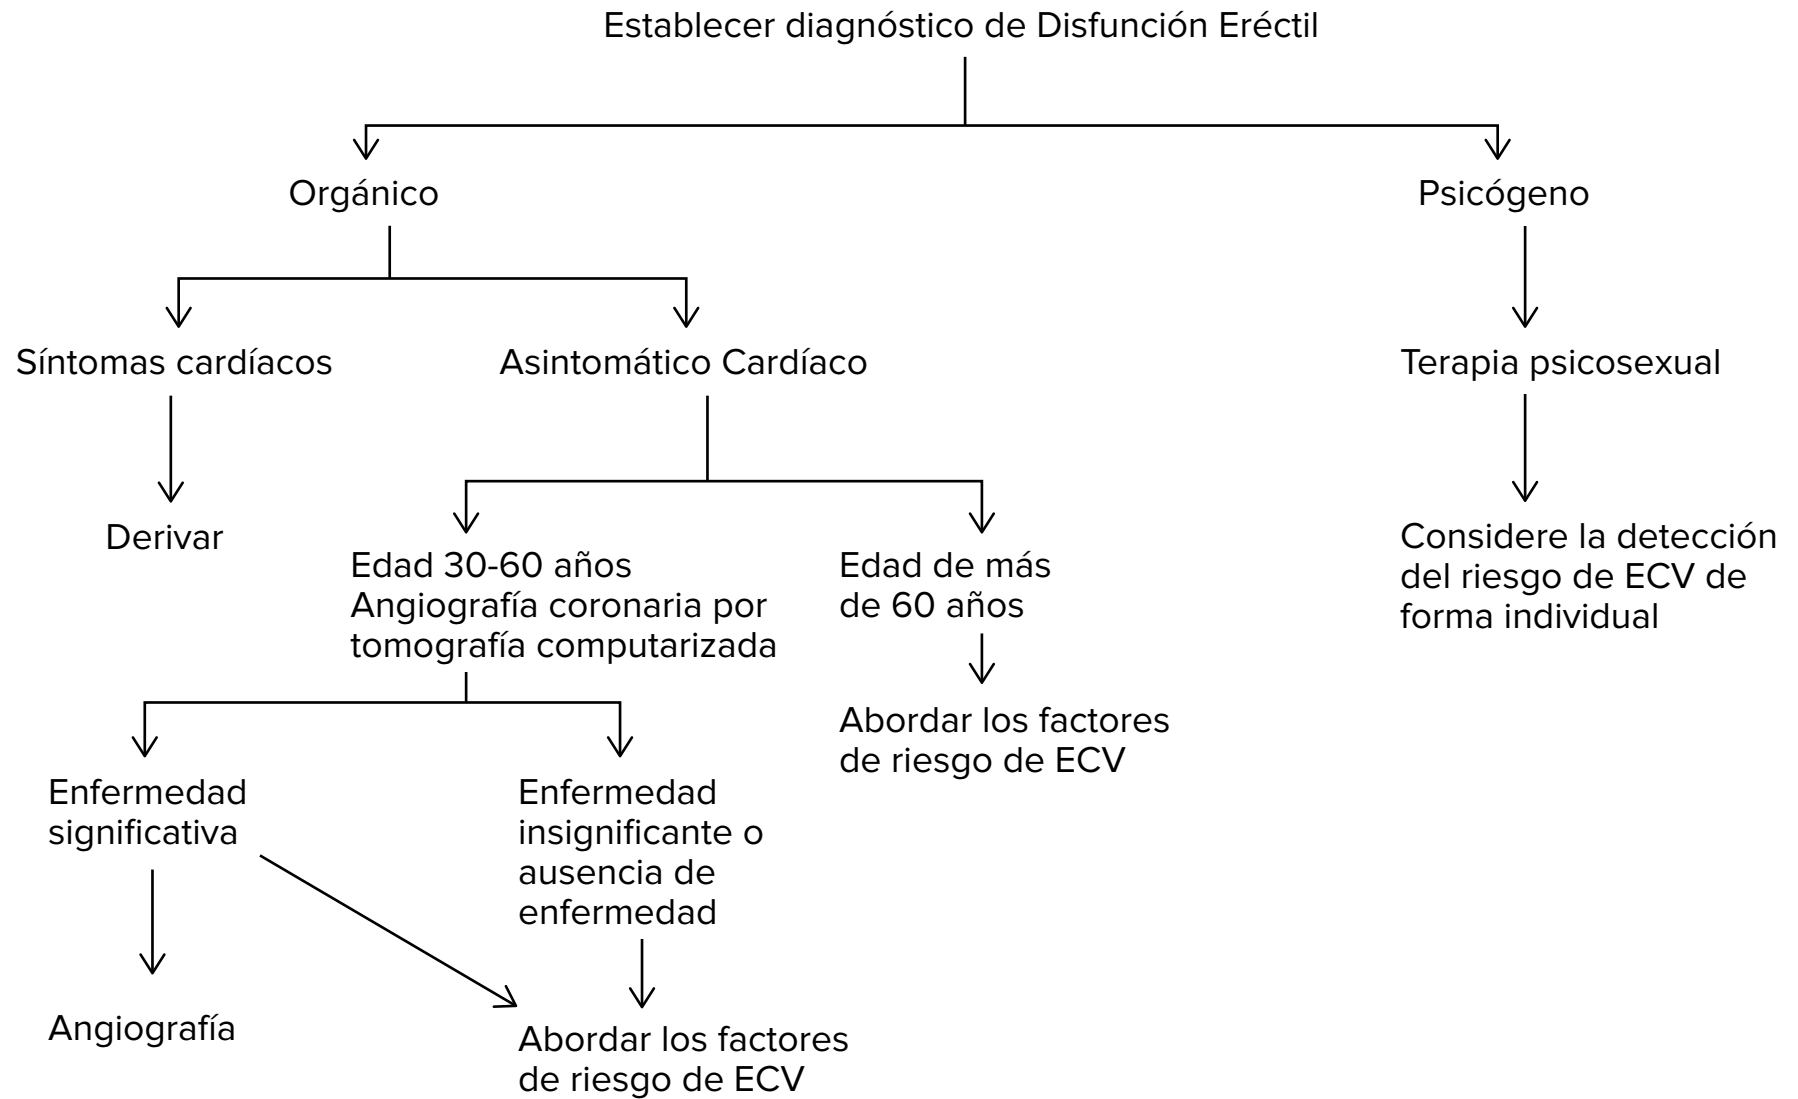 Establecer diagnóstico de Disfunción Eréctil
Orgánico
Psicógeno
Síntomas cardíacos
Asintomático Cardíaco
Terapia psicosexual
Derivar
Edad 30-60 años
Angiografía coronaria por
tomografía computarizada
Edad de más
de 60 años
Considere la detección
del riesgo de ECV de
forma individual
Abordar los factores
de riesgo de ECV
Enfermedad
significativa
Enfermedad
insignificante o
ausencia de
enfermedad
Angiografía
Abordar los factores
de riesgo de ECV